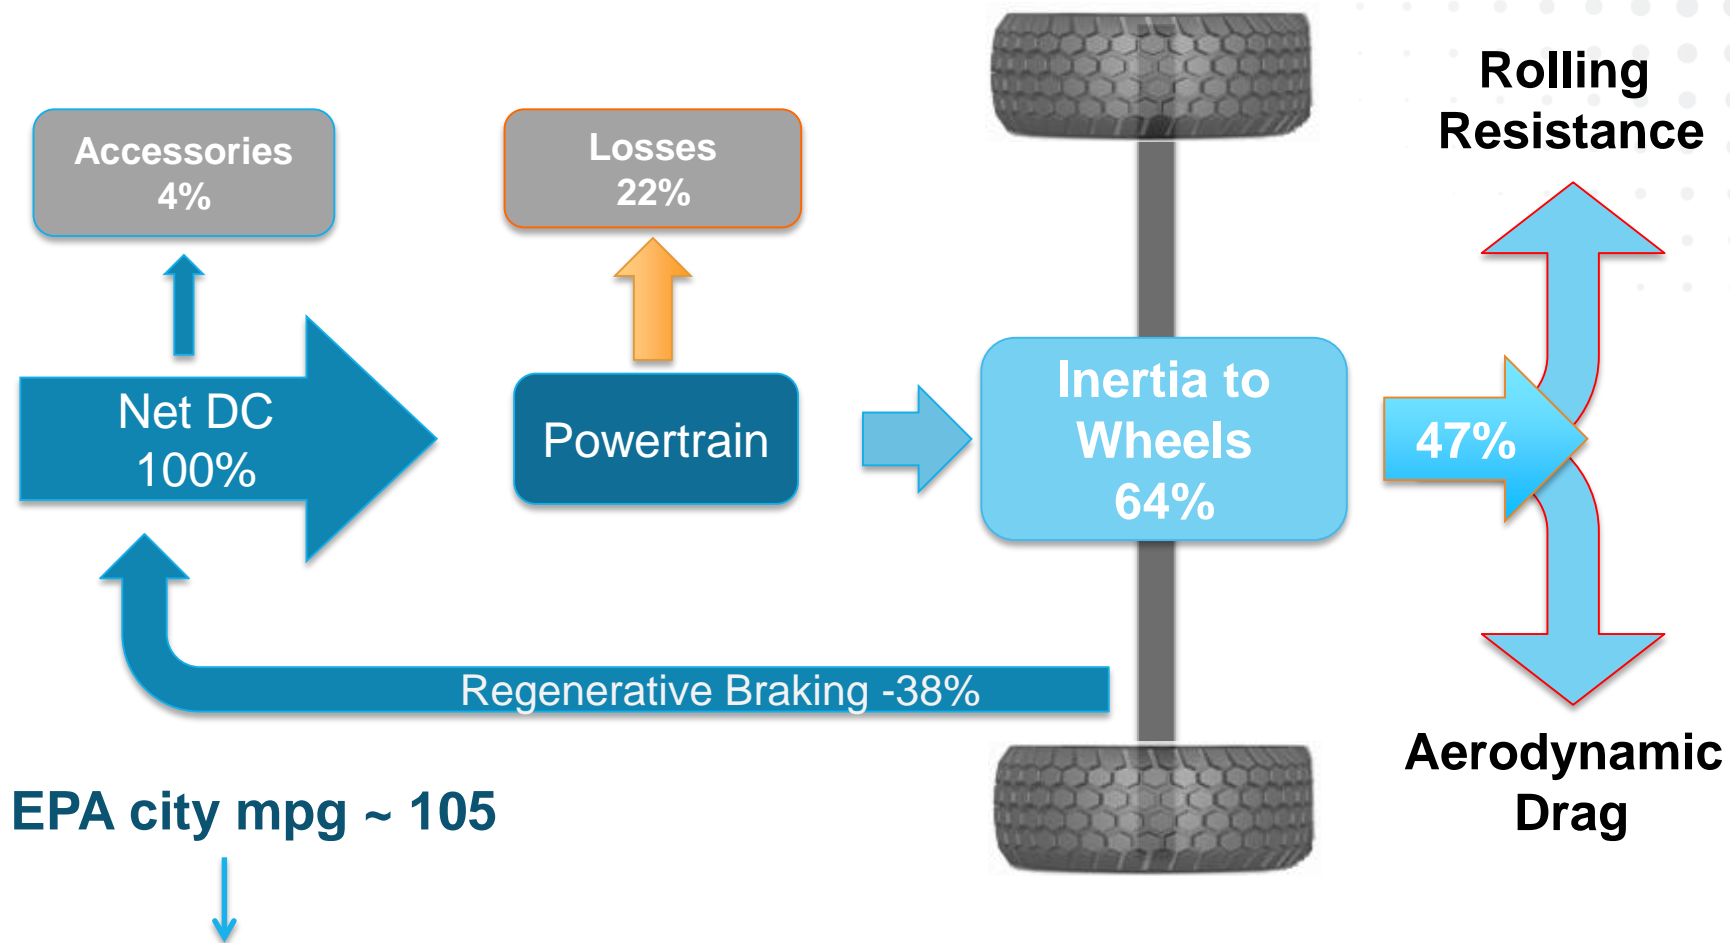 Rolling
Resistance
Accessories
4%
Losses
22%
Net DC
100%
Powertrain
Inertia to
Wheels
64%
47%
Regenerative Braking -38%
Aerodynamic
Drag
EPA city mpg ~ 105